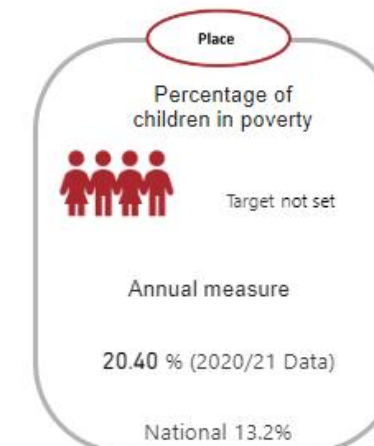 Place
Percentage of
children in poverty
Target not set
Annual measure
20.40 % (2020/21 Data)
National 13.2%